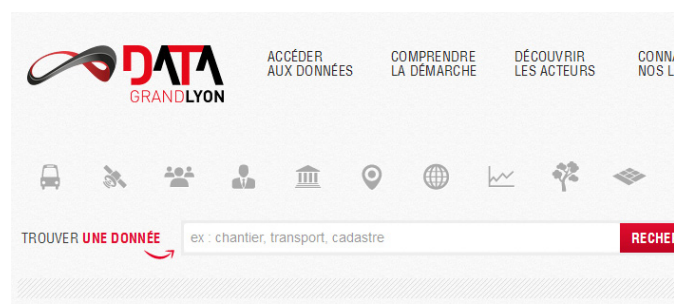 DATA
GRANDLYON
ACCÉDER
AUX DONNÉES
COMPRENDRE
LA DÉMARCHE
DÉCOUVRIR
LES ACTEURS
TROUVER UNE DONNÉE
ex : chantier, transport, cadastre